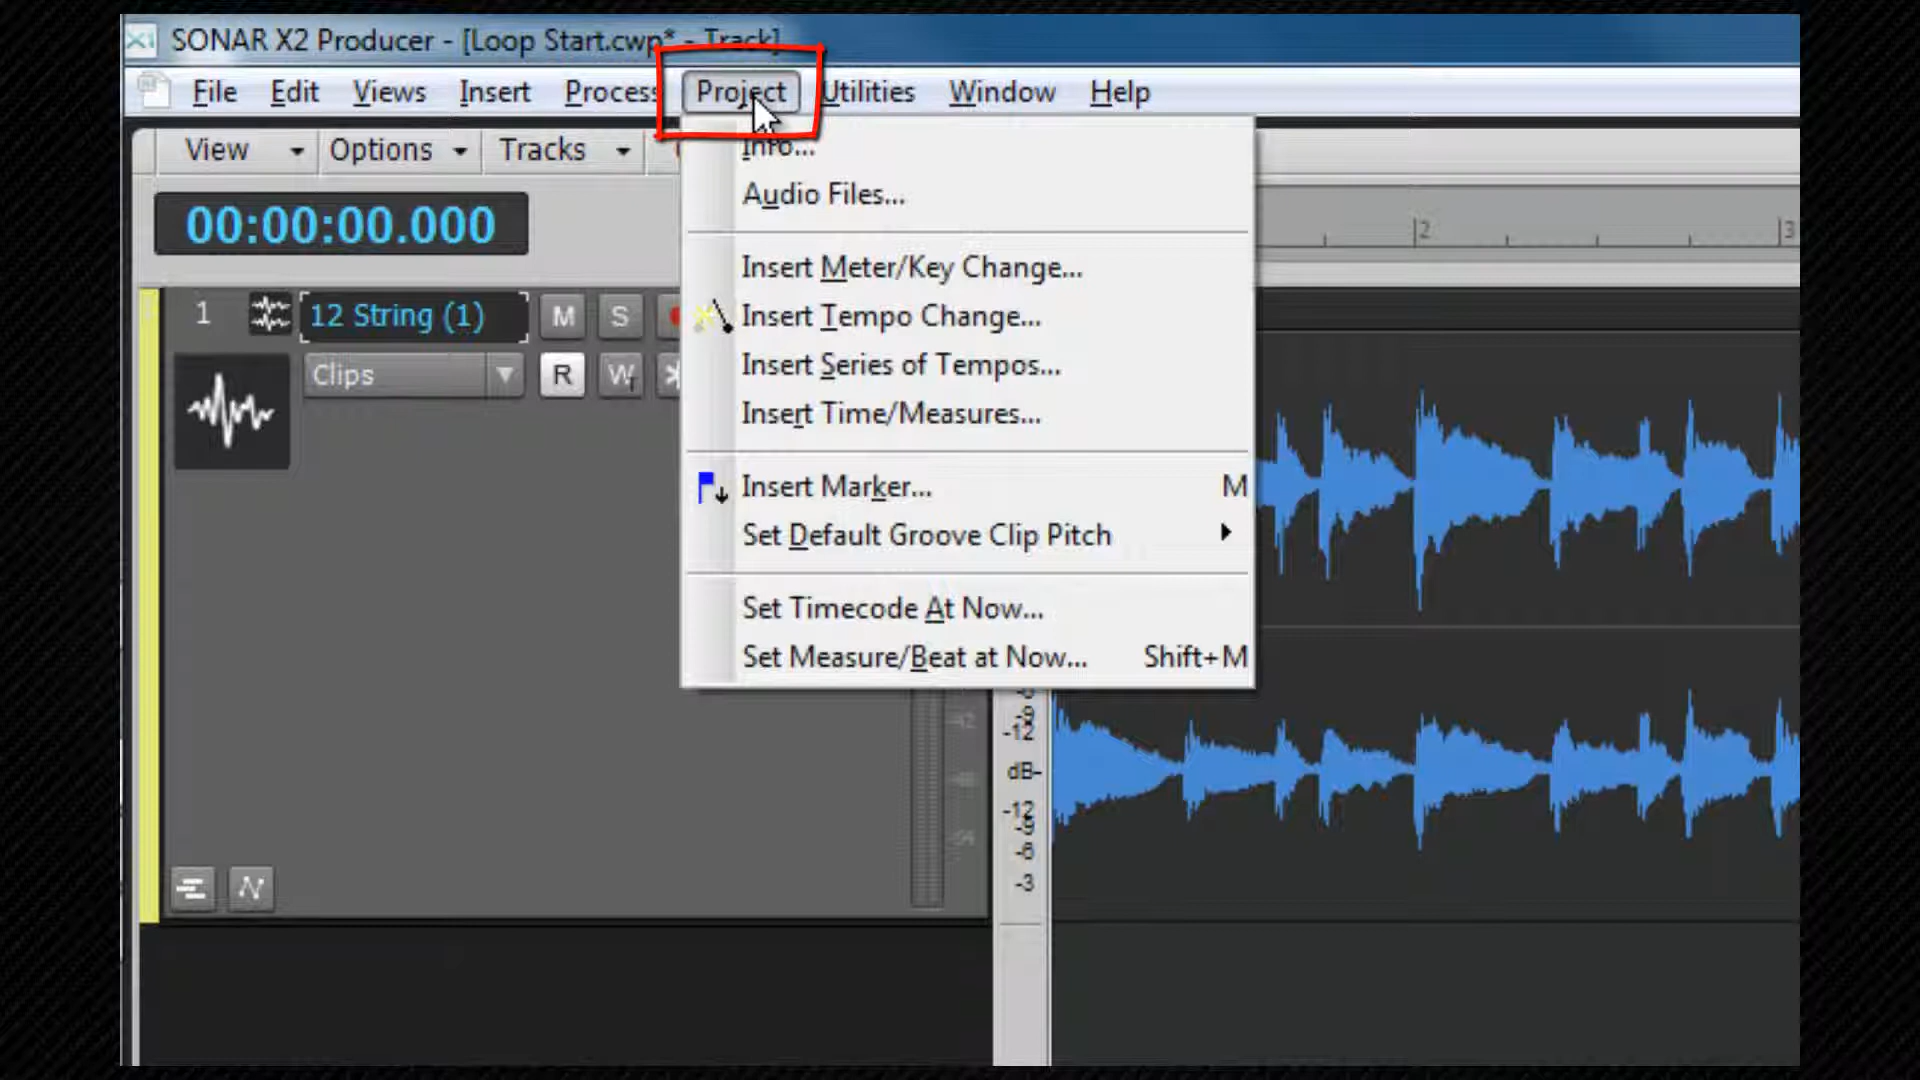 SONAR X2 Producer - [Loop Start.cwp* - Track]
File Edit Views Insert Process Project Utilities Window Help
View Options Tracks
Info...
Audio Files...
00:00:00.000
2 3
Insert Meter/Key Change...
1 12 String (1) M S
Insert Tempo Change...
Clips R W
Insert Series of Tempos...
Insert Time/Measures...
Insert Marker... M
Set Default Groove Clip Pitch
Set Timecode At Now...
Set Measure/Beat at Now... Shift+M
-9
-12
dB-
-12
-9
-6
-3